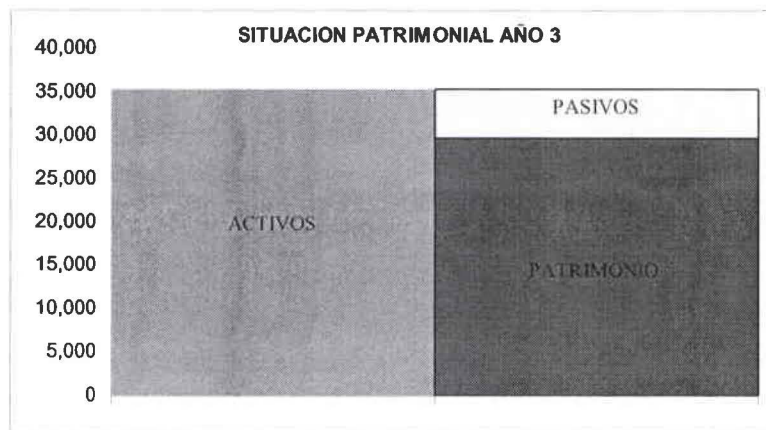 SITUACION PATRIMONIAL AÑO 3
40,000
35,000
30,000
25,000
20,000
15,000
10,000
5,000
0
PASIVOS
ACTIVOS
PATRIMONIO